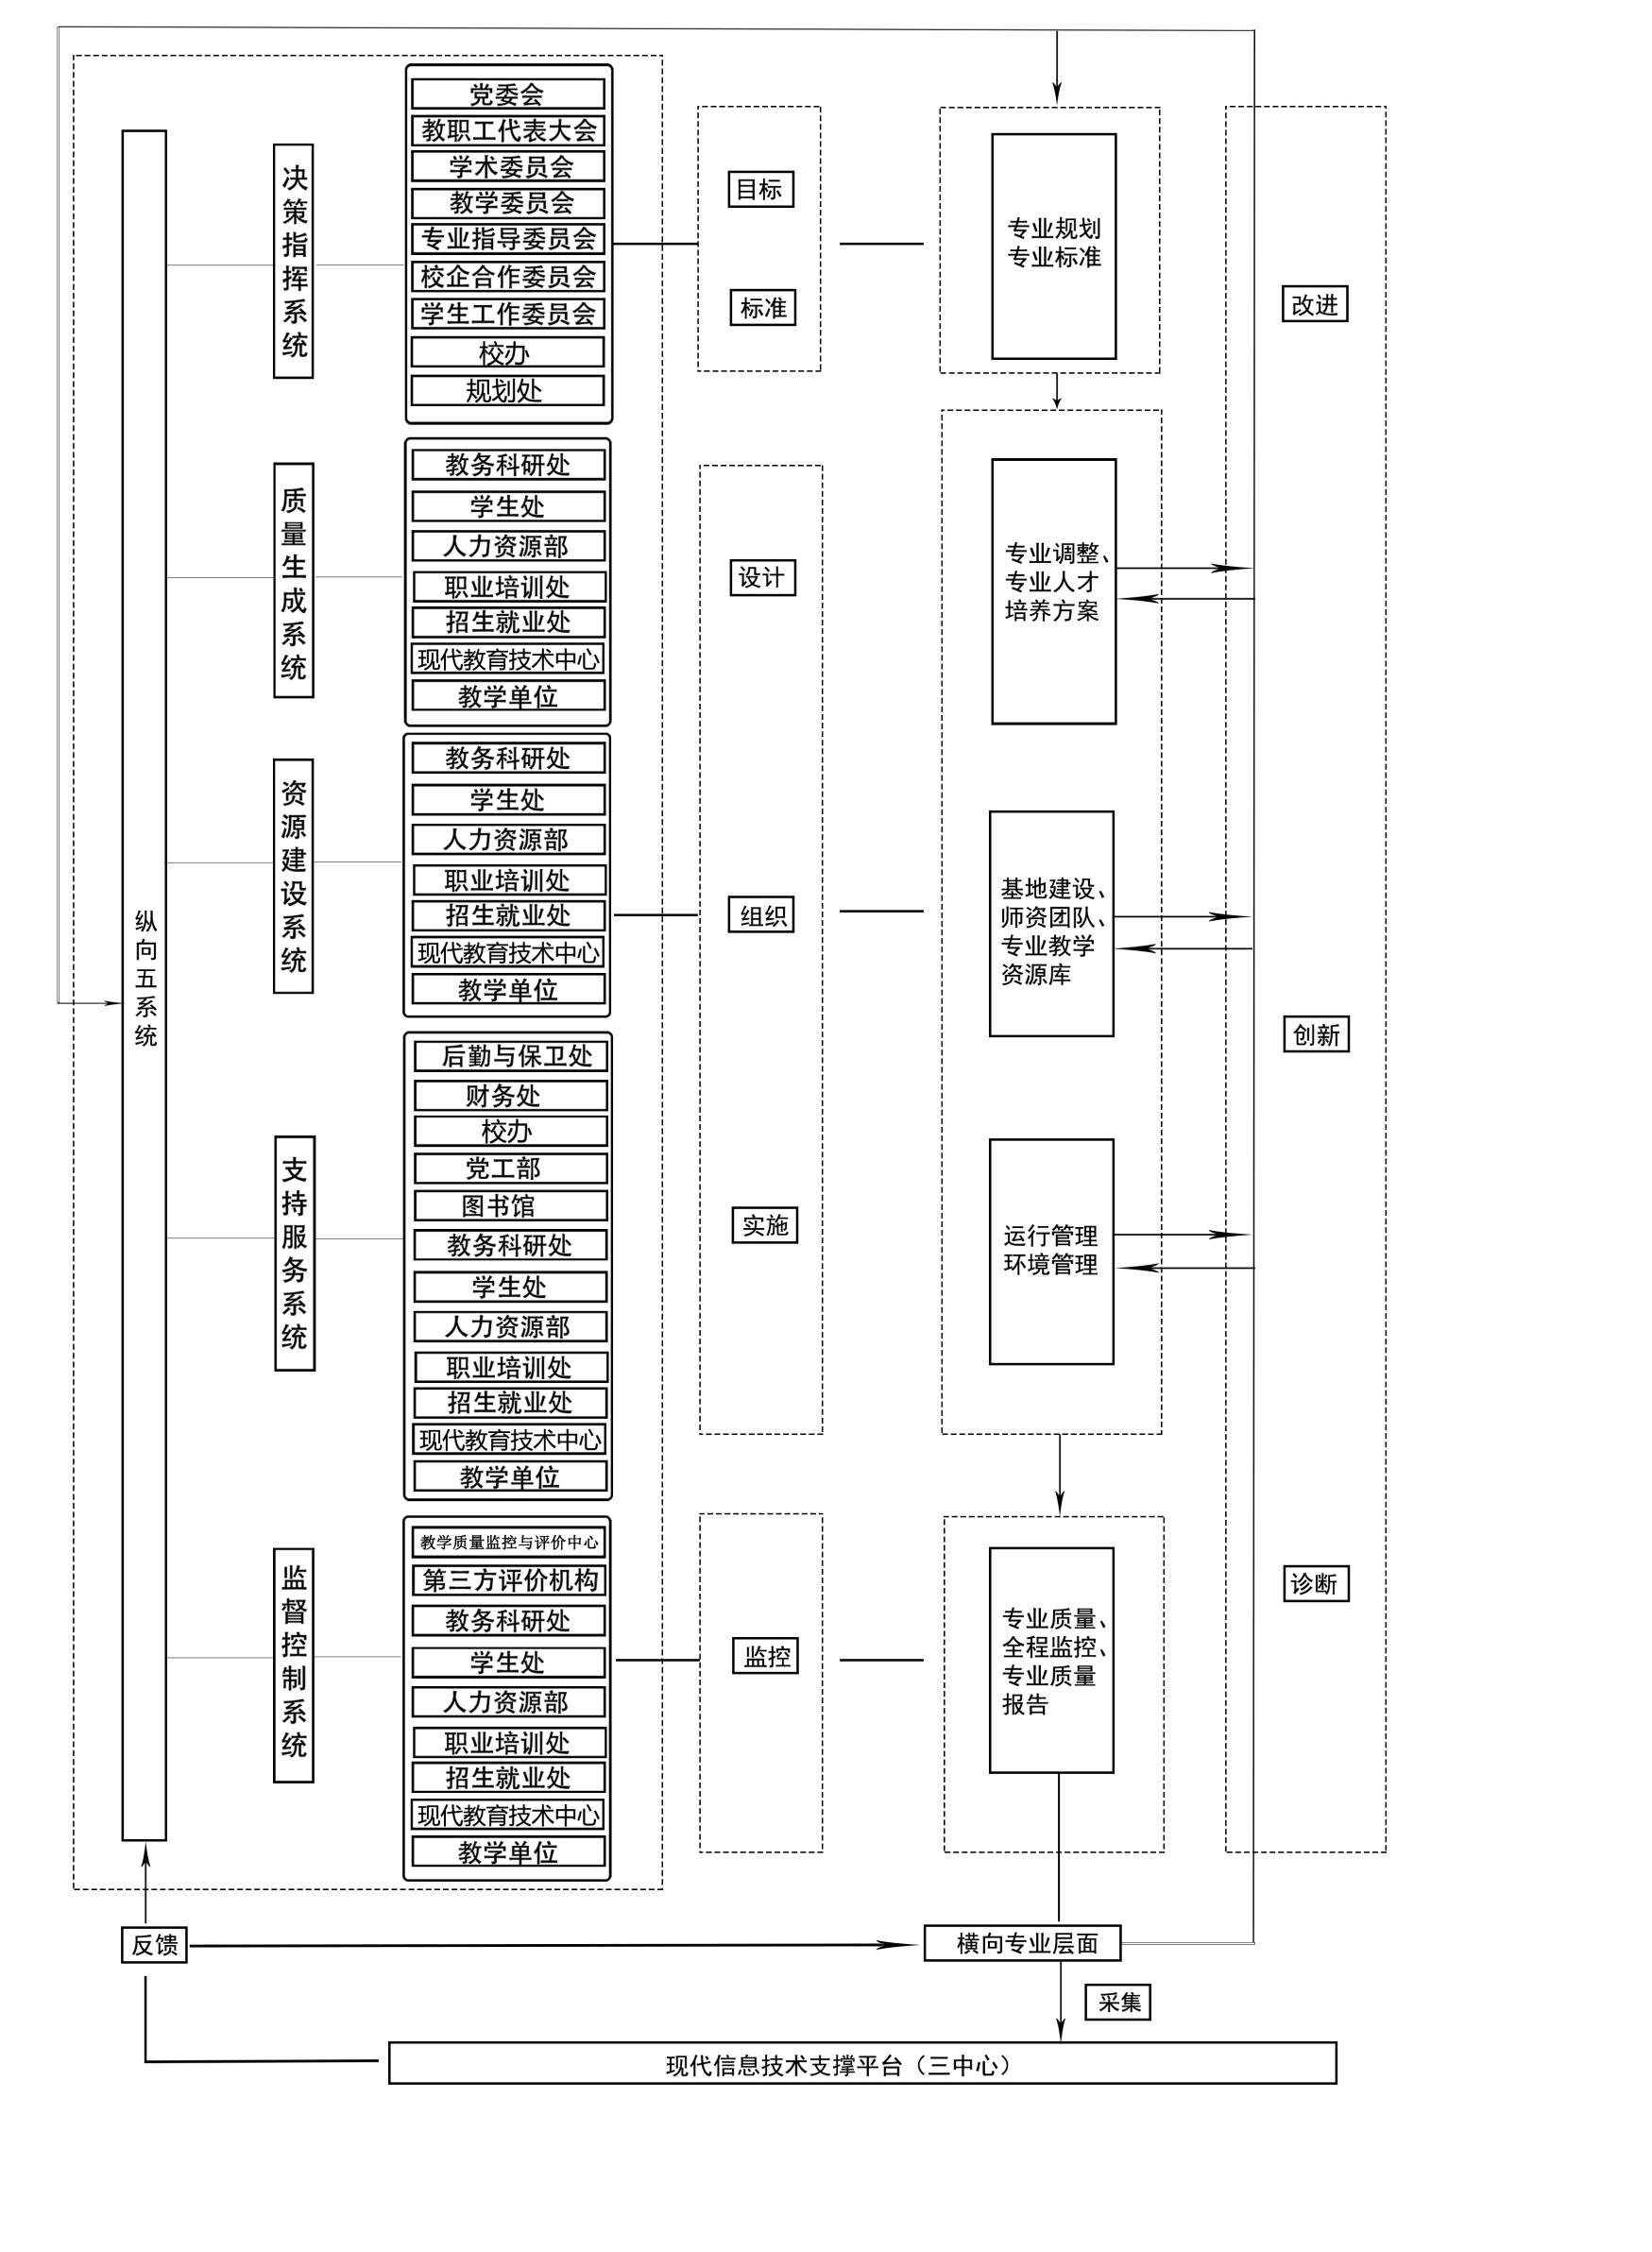 纵向五系统
决策指挥系统
党委会
教职工代表大会
学术委员会
教学委员会
专业指导委员会
校企合作委员会
学生工作委员会
校办
规划处
质量生成系统
教务科研处
学生处
人力资源部
职业培训处
招生就业处
现代教育技术中心
教学单位
资源建设系统
教务科研处
学生处
人力资源部
职业培训处
招生就业处
现代教育技术中心
教学单位
支持服务系统
后勤与保卫处
财务处
校办
党工部
图书馆
教务科研处
学生处
人力资源部
职业培训处
招生就业处
现代教育技术中心
教学单位
监督控制系统
教学质量监控与评价中心
第三方评价机构
教务科研处
学生处
人力资源部
职业培训处
招生就业处
现代教育技术中心
教学单位
目标
标准
设计
组织
实施
监控
专业规划
专业标准
专业调整、
专业人才
培养方案
基地建设、
师资团队、
专业教学
资源库
运行管理
环境管理
专业质量、
全程监控、
专业质量
报告
改进
创新
诊断
反馈
横向专业层面
采集
现代信息技术支撑平台（三中心）